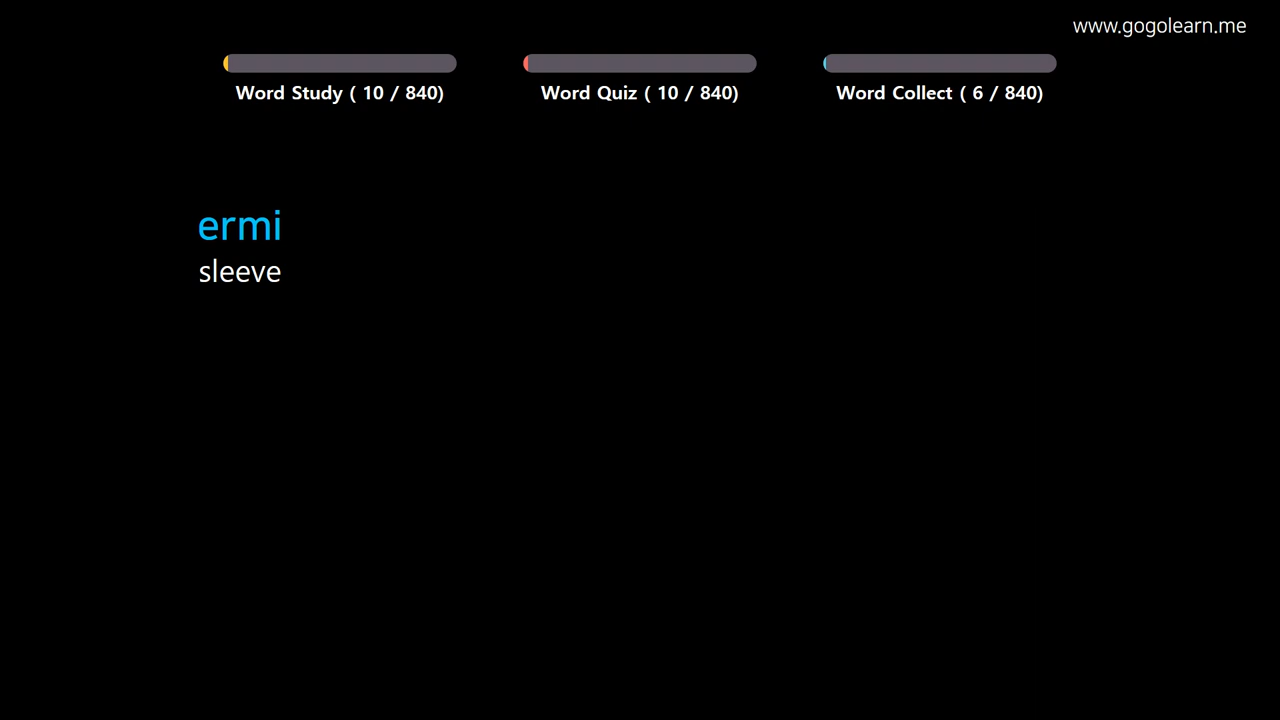 www.gogolearn.me
Word Study ( 10 / 840)
Word Quiz ( 10 / 840)
Word Collect ( 6 / 840)
ermi
sleeve